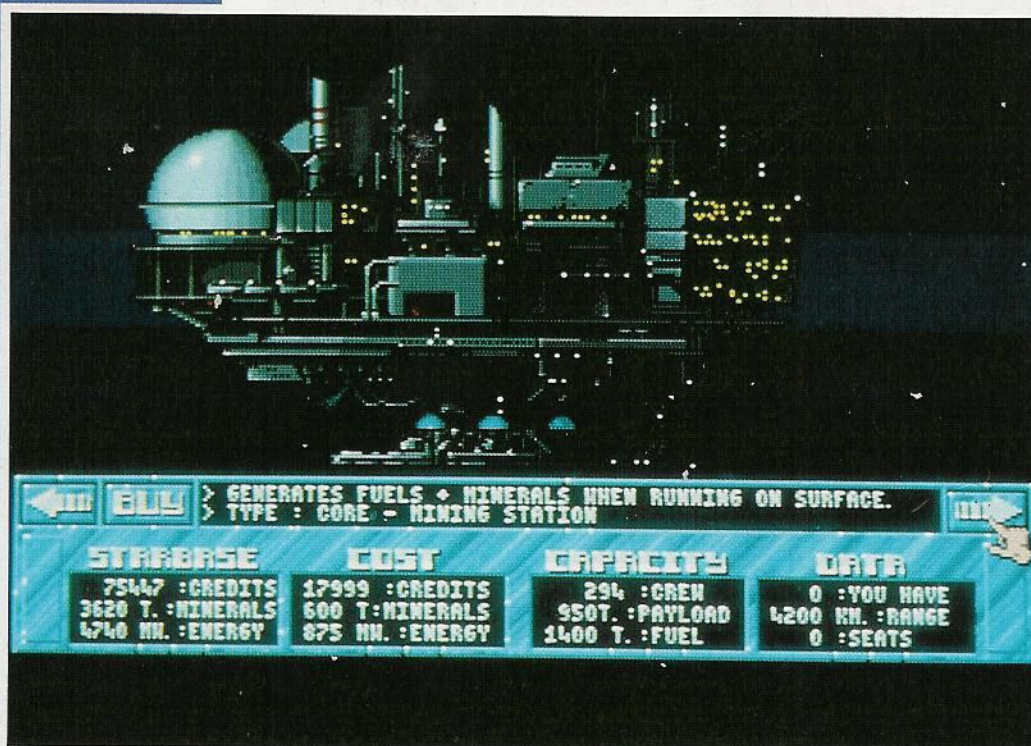 BUY
> GENERATES FUELS + MINERALS WHEN RUNNING ON SURFACE.
> TYPE : CORE - MINING STATION
STARBASE
75447 :CREDITS
3620 T. :MINERALS
4740 MW. :ENERGY
COST
17999 :CREDITS
600 T:MINERALS
875 MW. :ENERGY
CAPACITY
294 :CREW
950T. :PAYLOAD
1400 T. :FUEL
DATA
0 :YOU HAVE
4200 KM. :RANGE
0 :SEATS